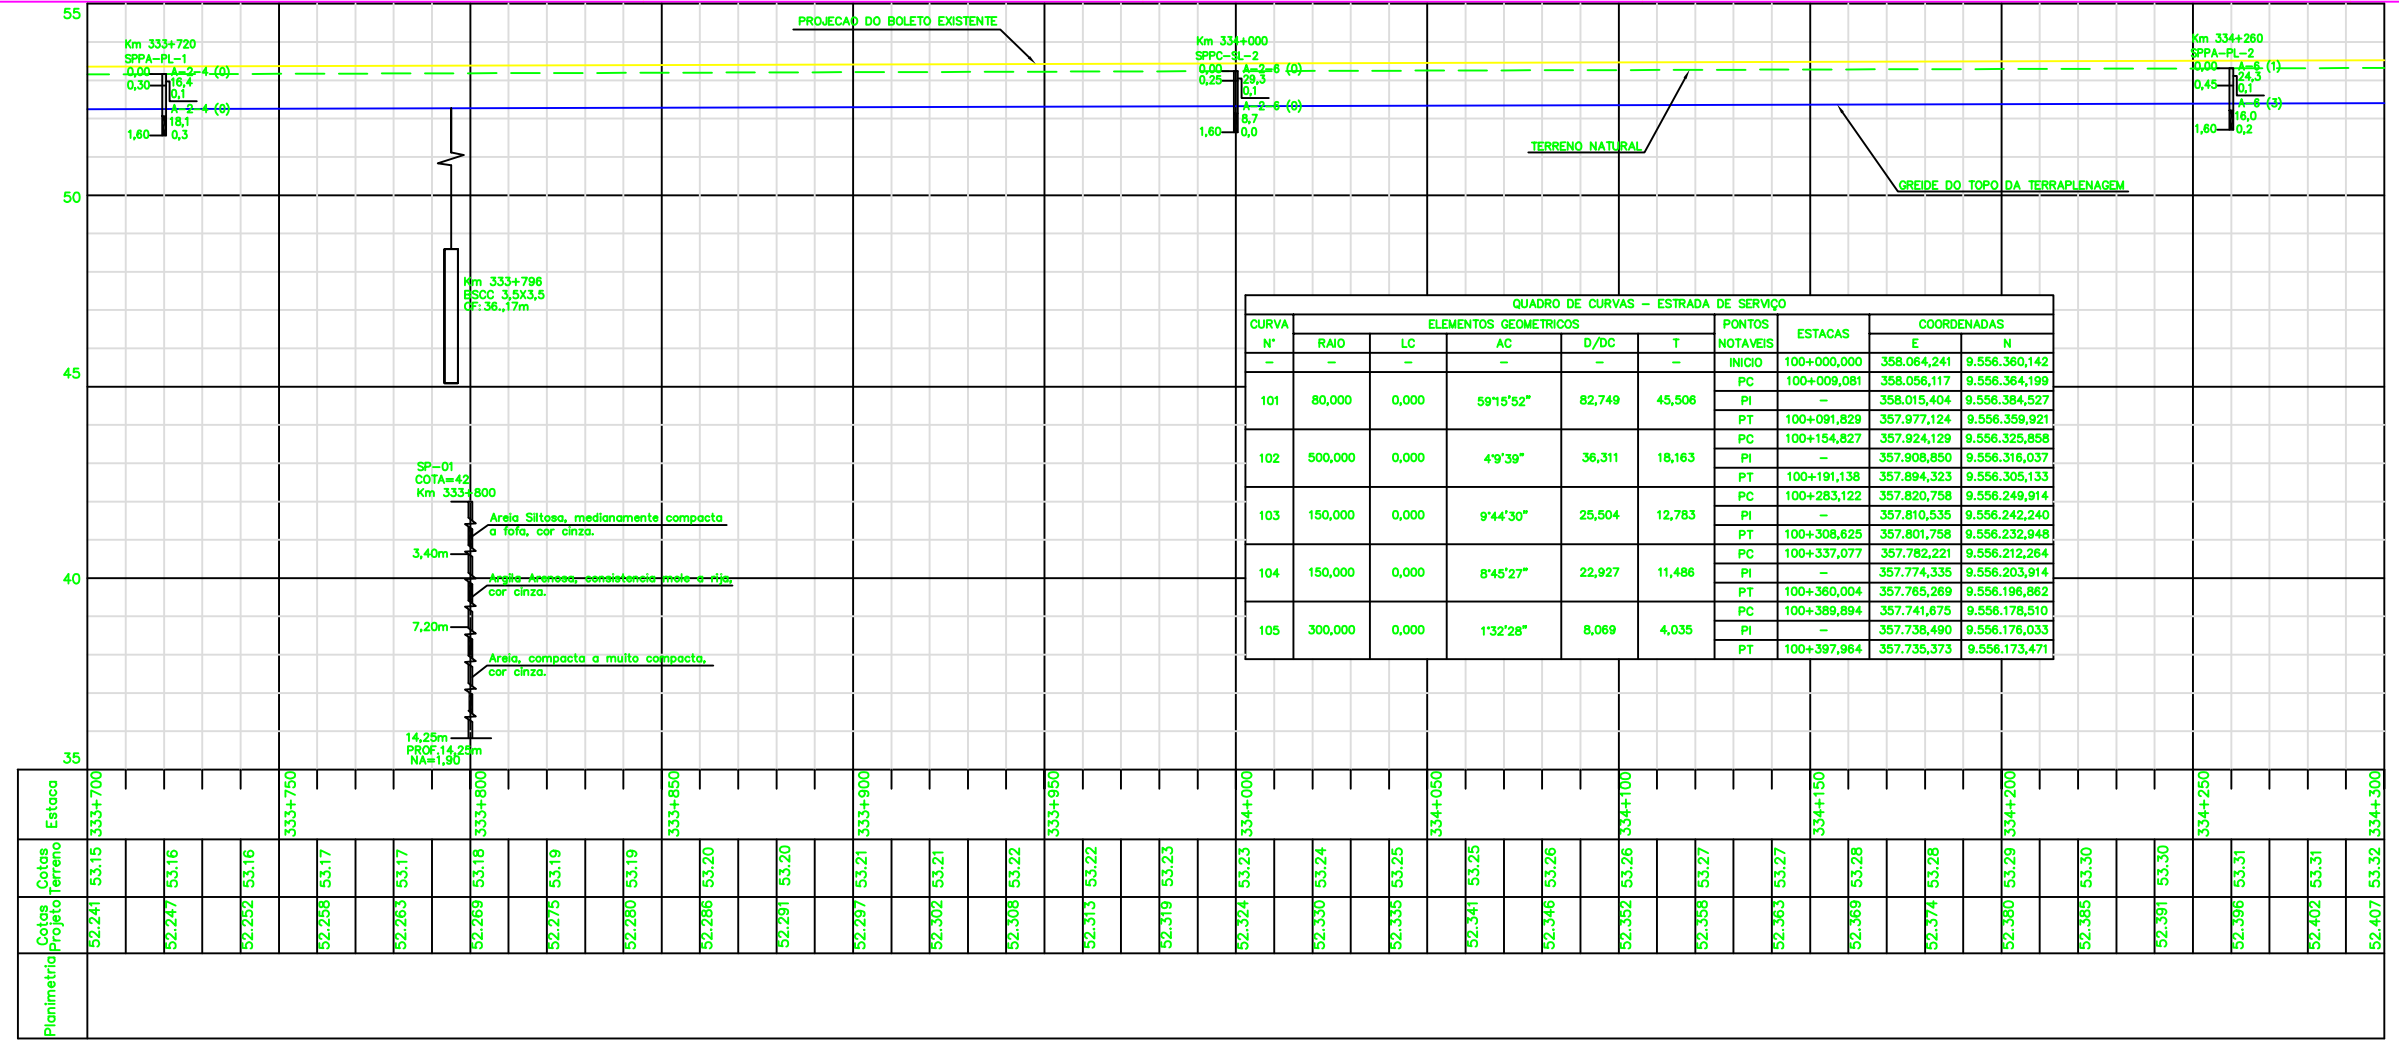 55
PROJECAO DO BOLETO EXISTENTE
Km 333+720
SPPA-PL-1
0,00 A-2-4 (0)
0,30 16,4
0,1
A-2-4 (0)
18,1
1,60 0,3
Km 334+000
SPPC-SL-2
0,00 A-2-6 (0)
0,25 29,3
0,1
A-2-6 (0)
8,7
1,60 0,0
Km 334+260
SPPA-PL-2
0,00 A-6 (1)
24,3
0,45 0,1
A-6 (3)
16,0
1,60 0,2
TERRENO NATURAL
GREIDE DO TOPO DA TERRAPLENAGEM
50
Km 333+796
BSCC 3,5X3,5
CF: 36.,17m
45
QUADRO DE CURVAS - ESTRADA DE SERVIÇO
CURVA ELEMENTOS GEOMETRICOS PONTOS ESTACAS COORDENADAS
N° RAIO LC AC D/DC T NOTAVEIS E N
- - - - - - INICIO 100+000,000 358.064,241 9.556.360,142
PC 100+009,081 358.056,117 9.556.364,199
101 80,000 0,000 59°15'52" 82,749 45,506 PI - 358.015,404 9.556.384,527
PT 100+091,829 357.977,124 9.556.359,921
PC 100+154,827 357.924,129 9.556.325,858
102 500,000 0,000 4°9'39" 36,311 18,163 PI - 357.908,850 9.556.316,037
PT 100+191,138 357.894,323 9.556.305,133
PC 100+283,122 357.820,758 9.556.249,914
103 150,000 0,000 9°44'30" 25,504 12,783 PI - 357.810,535 9.556.242,240
PT 100+308,625 357.801,758 9.556.232,948
PC 100+337,077 357.782,221 9.556.212,264
104 150,000 0,000 8°45'27" 22,927 11,486 PI - 357.774,335 9.556.203,914
PT 100+360,004 357.765,269 9.556.196,862
PC 100+389,894 357.741,675 9.556.178,510
105 300,000 0,000 1°32'28" 8,069 4,035 PI - 357.738,490 9.556.176,033
PT 100+397,964 357.735,373 9.556.173,471
SP-01
COTA=42
Km 333+800
Areia Siltosa, medianamente compacta
a fofa, cor cinza.
3,40m
40
Argila Arenosa, consistencia mole a rija,
cor cinza.
7,20m
Areia, compacta a muito compacta,
cor cinza.
14,25m
PROF.14,25m
NA=1,90
35
Estaca
333+700 333+750 333+800 333+850 333+900 333+950 334+000 334+050 334+100 334+150 334+200 334+250 334+300
Cotas Terreno
53.15 53.16 53.16 53.17 53.17 53.18 53.19 53.19 53.20 53.20 53.21 53.21 53.22 53.22 53.23 53.23 53.24 53.25 53.25 53.26 53.26 53.27 53.27 53.28 53.28 53.29 53.30 53.30 53.31 53.31 53.32
Cotas Projeto
52.241 52.247 52.252 52.258 52.263 52.269 52.275 52.280 52.286 52.291 52.297 52.302 52.308 52.313 52.319 52.324 52.330 52.335 52.341 52.346 52.352 52.358 52.363 52.369 52.374 52.380 52.385 52.391 52.396 52.402 52.407
Planimetria